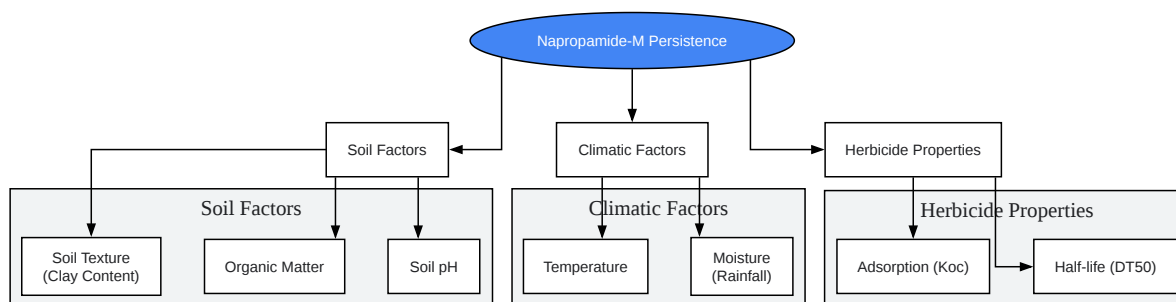 Napropamide-M Persistence
Soil Factors
Climatic Factors
Herbicide Properties
Soil Factors
Climatic Factors
Herbicide Properties
Soil Texture
(Clay Content)
Organic Matter
Soil pH
Temperature
Moisture
(Rainfall)
Adsorption (Koc)
Half-life (DT50)